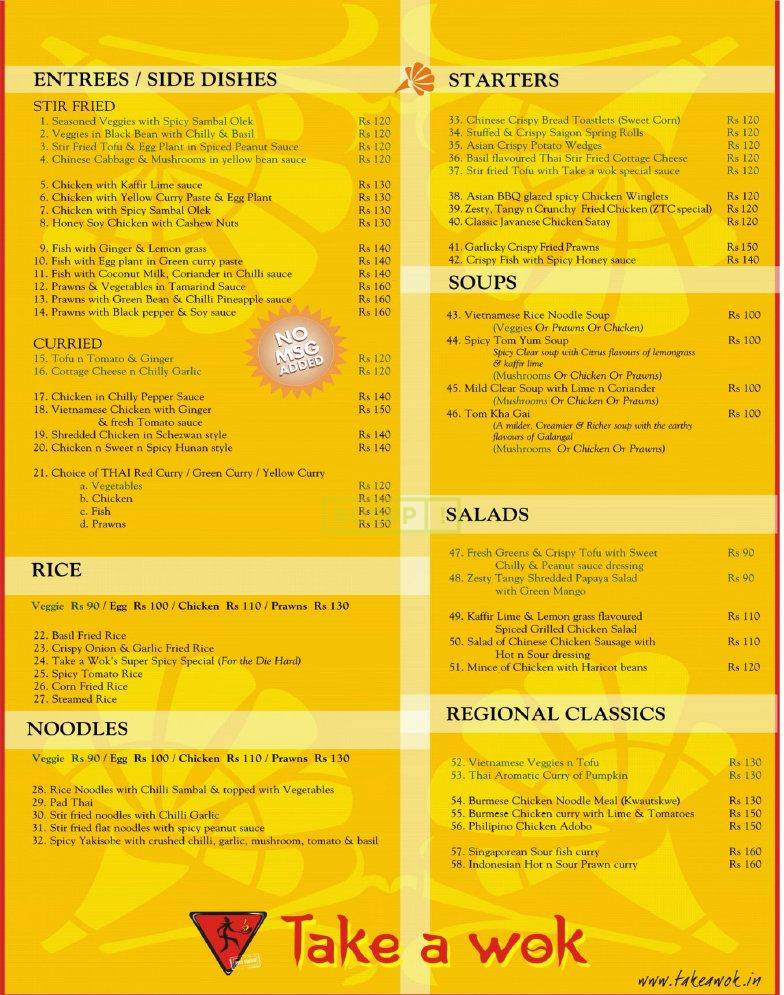 ENTREES / SIDE DISHES
STIR FRIED
1. Seasoned Veggies with Spicy Sambal Olek Rs 120
2. Veggies in Black Bean with Chilly & Basil Rs 120
3. Stir Fried Tofu & Egg Plant in Spiced Peanut Sauce Rs 120
4. Chinese Cabbage & Mushrooms in yellow bean sauce Rs 120
5. Chicken with Kaffir Lime sauce Rs 130
6. Chicken with Yellow Curry Paste & Egg Plant Rs 130
7. Chicken with Spicy Sambal Olek Rs 130
8. Honey Soy Chicken with Cashew Nuts Rs 130
9. Fish with Ginger & Lemon grass Rs 140
10. Fish with Egg plant in Green curry paste Rs 140
11. Fish with Coconut Milk, Coriander in Chilli sauce Rs 140
12. Prawns & Vegetables in Tamarind Sauce Rs 160
13. Prawns with Green Bean & Chilli Pineapple sauce Rs 160
14. Prawns with Black pepper & Soy sauce Rs 160
NO
MSG
ADDED
CURRIED
15. Tofu n Tomato & Ginger Rs 120
16. Cottage Cheese n Chilly Garlic Rs 120
17. Chicken in Chilly Pepper Sauce Rs 140
18. Vietnamese Chicken with Ginger Rs 150
& fresh Tomato sauce
19. Shredded Chicken in Schezwan style Rs 140
20. Chicken n Sweet n Spicy Hunan style Rs 140
21. Choice of THAI Red Curry / Green Curry / Yellow Curry
a. Vegetables Rs 120
b. Chicken Rs 140
c. Fish Rs 140
d. Prawns Rs 150
RICE
Veggie Rs 90 / Egg Rs 100 / Chicken Rs 110 / Prawns Rs 130
22. Basil Fried Rice
23. Crispy Onion & Garlic Fried Rice
24. Take a Wok's Super Spicy Special (For the Die Hard)
25. Spicy Tomato Rice
26. Corn Fried Rice
27. Steamed Rice
NOODLES
Veggie Rs 90 / Egg Rs 100 / Chicken Rs 110 / Prawns Rs 130
28. Rice Noodles with Chilli Sambal & topped with Vegetables
29. Pad Thai
30. Stir fried noodles with Chilli Garlic
31. Stir fried flat noodles with spicy peanut sauce
32. Spicy Yakisobe with crushed chilli, garlic, mushroom, tomato & basil
STARTERS
33. Chinese Crispy Bread Toastlets (Sweet Corn) Rs 120
34. Stuffed & Crispy Saigon Spring Rolls Rs 120
35. Asian Crispy Potato Wedges Rs 120
36. Basil flavoured Thai Stir Fried Cottage Cheese Rs 120
37. Stir fried Tofu with Take a wok special sauce Rs 120
38. Asian BBQ glazed spicy Chicken Winglets Rs 120
39. Zesty, Tangy n Crunchy Fried Chicken (ZTC special) Rs 120
40. Classic Javanese Chicken Satay Rs 120
41. Garlicky Crispy Fried Prawns Rs 150
42. Crispy Fish with Spicy Honey sauce Rs 140
SOUPS
43. Vietnamese Rice Noodle Soup Rs 100
(Veggies Or Prawns Or Chicken)
44. Spicy Tom Yum Soup Rs 100
Spicy Clear soup with Citrus flavours of lemongrass
& kaffir lime
(Mushrooms Or Chicken Or Prawns)
45. Mild Clear Soup with Lime n Coriander Rs 100
(Mushrooms Or Chicken Or Prawns)
46. Tom Kha Gai Rs 100
(A milder, Creamier & Richer soup with the earthy
flavours of Galangal
(Mushrooms Or Chicken Or Prawns)
SALADS
47. Fresh Greens & Crispy Tofu with Sweet Rs 90
Chilly & Peanut sauce dressing
48. Zesty Tangy Shredded Papaya Salad Rs 90
with Green Mango
49. Kaffir Lime & Lemon grass flavoured Rs 110
Spiced Grilled Chicken Salad
50. Salad of Chinese Chicken Sausage with Rs 110
Hot n Sour dressing
51. Mince of Chicken with Haricot beans Rs 120
REGIONAL CLASSICS
52. Vietnamese Veggies n Tofu Rs 130
53. Thai Aromatic Curry of Pumpkin Rs 130
54. Burmese Chicken Noodle Meal (Kwautskwe) Rs 130
55. Burmese Chicken curry with Lime & Tomatoes Rs 150
56. Philipino Chicken Adobo Rs 150
57. Singaporean Sour fish curry Rs 160
58. Indonesian Hot n Sour Prawn curry Rs 160
Take a wok
www.takeawok.in